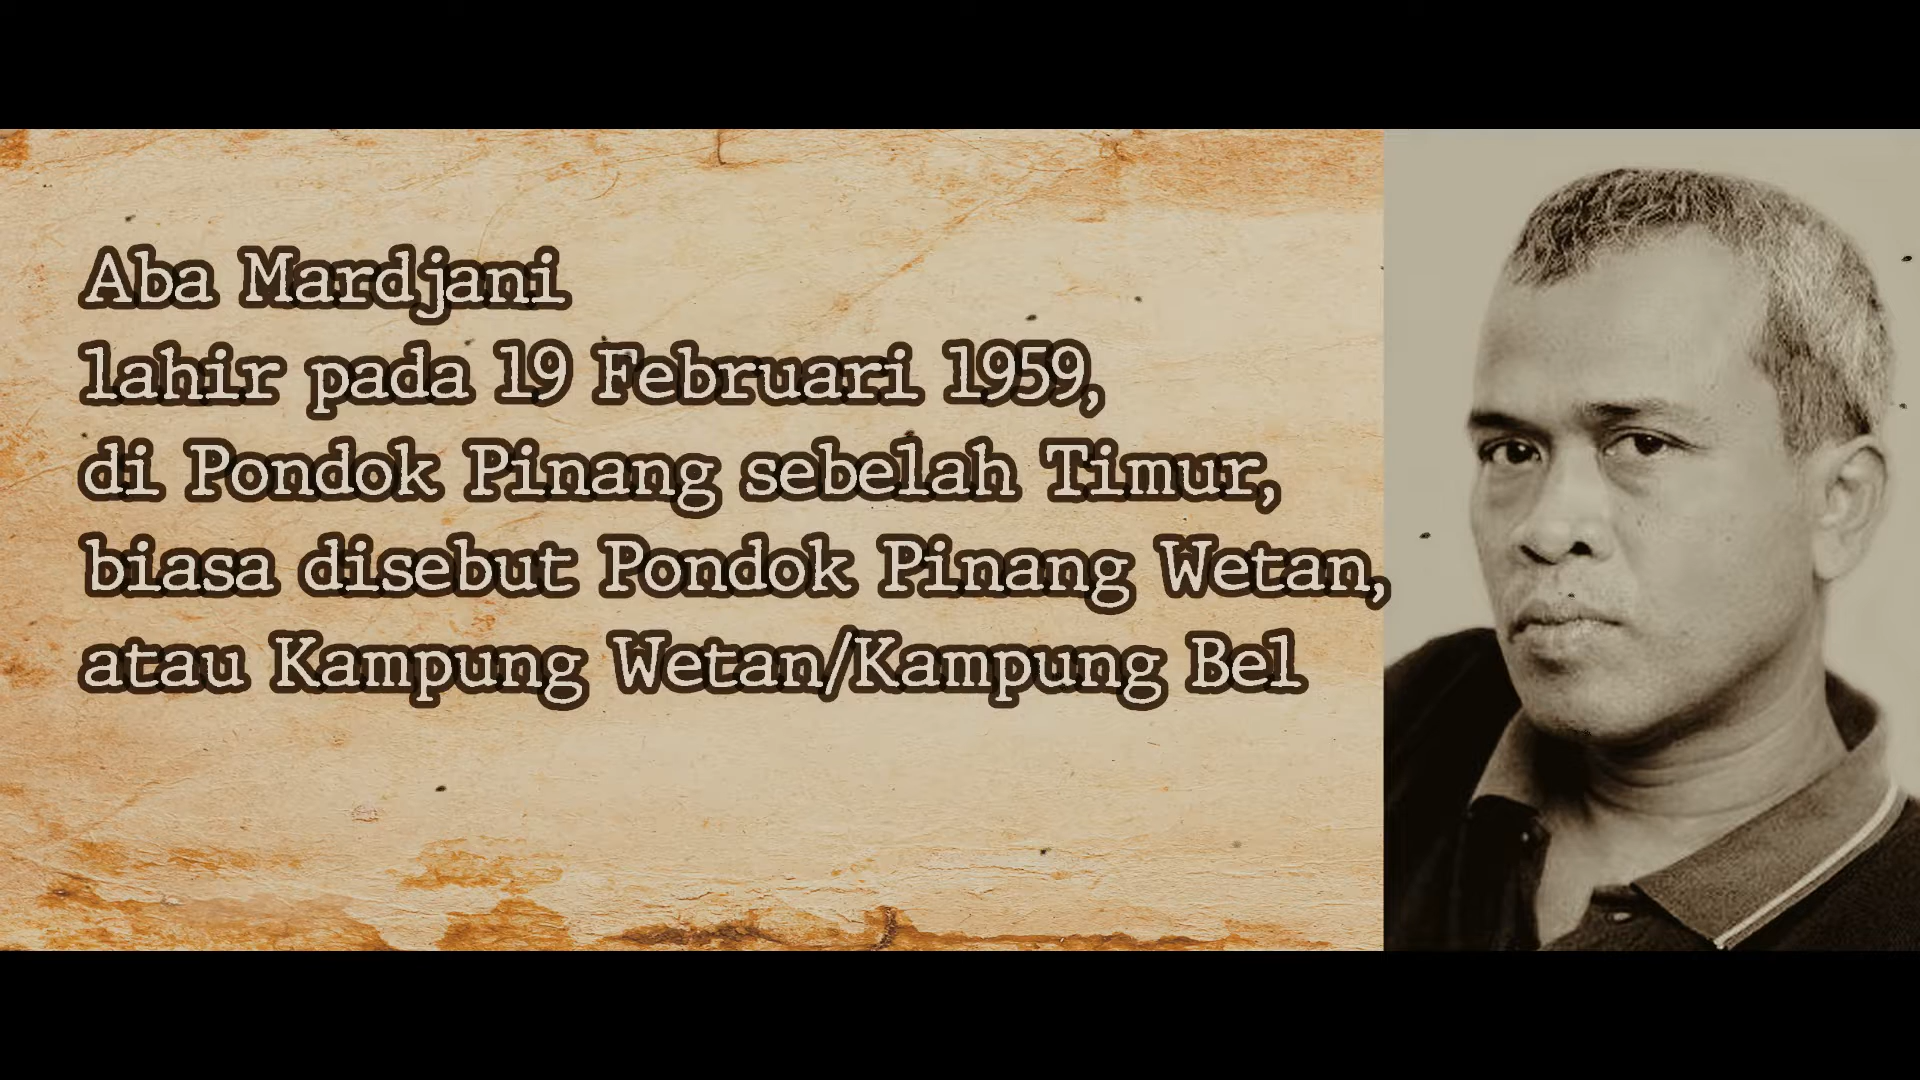 Aba Mardjani
lahir pada 19 Februari 1959,
di Pondok Pinang sebelah Timur,
biasa disebut Pondok Pinang Wetan,
atau Kampung Wetan/Kampung Bel